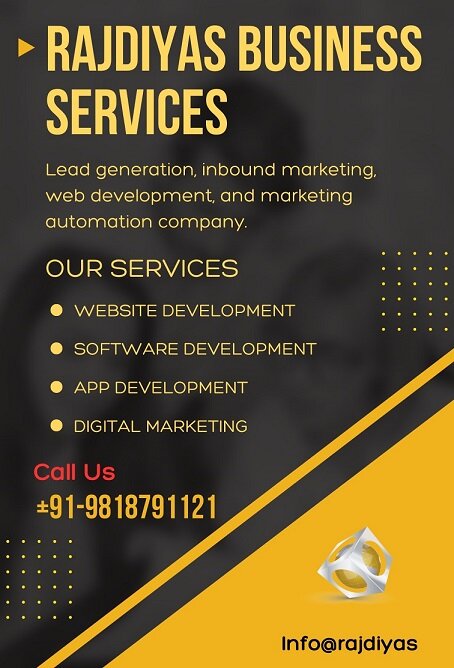 RAJDIYAS BUSINESS
SERVICES
Lead generation, inbound marketing,
web development, and marketing
automation company.
OUR SERVICES
WEBSITE DEVELOPMENT
SOFTWARE DEVELOPMENT
APP DEVELOPMENT
DIGITAL MARKETING
Call Us
+91-9818791121
Info@rajdiyas